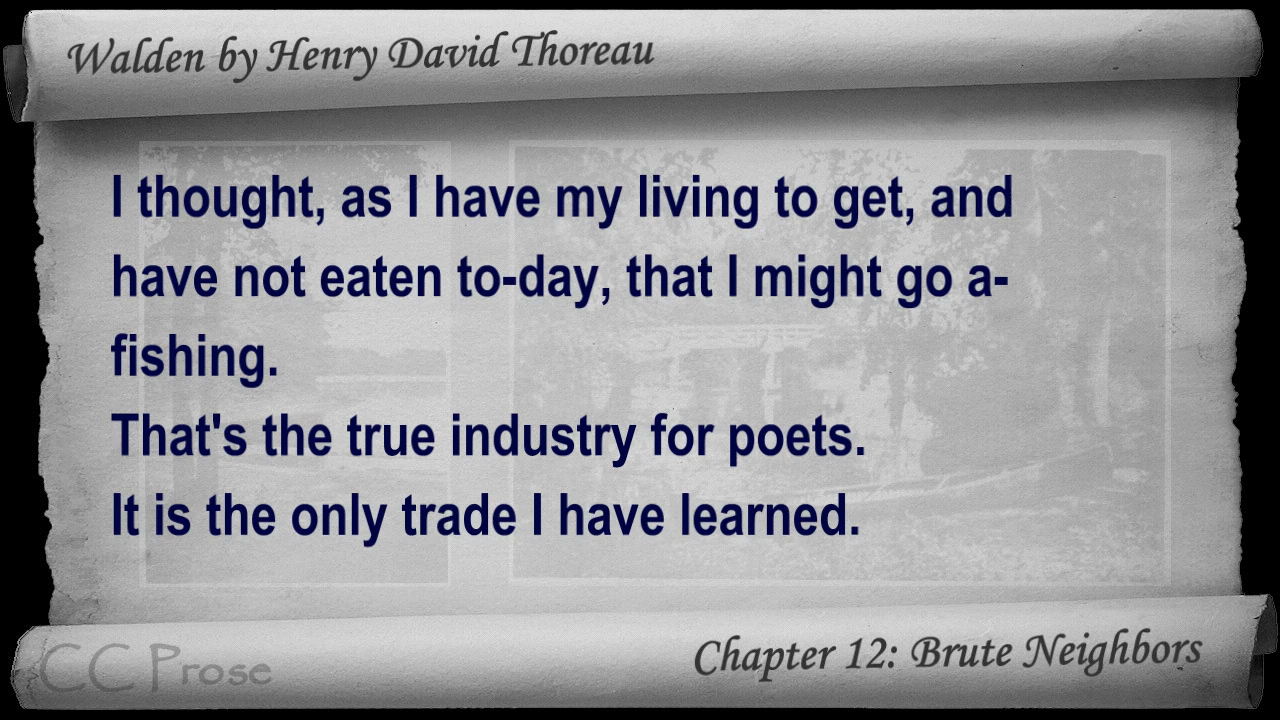 Walden by Henry David Thoreau
I thought, as I have my living to get, and
have not eaten to-day, that I might go a-
fishing.
That's the true industry for poets.
It is the only trade I have learned.
CC Prose
Chapter 12: Brute Neighbors